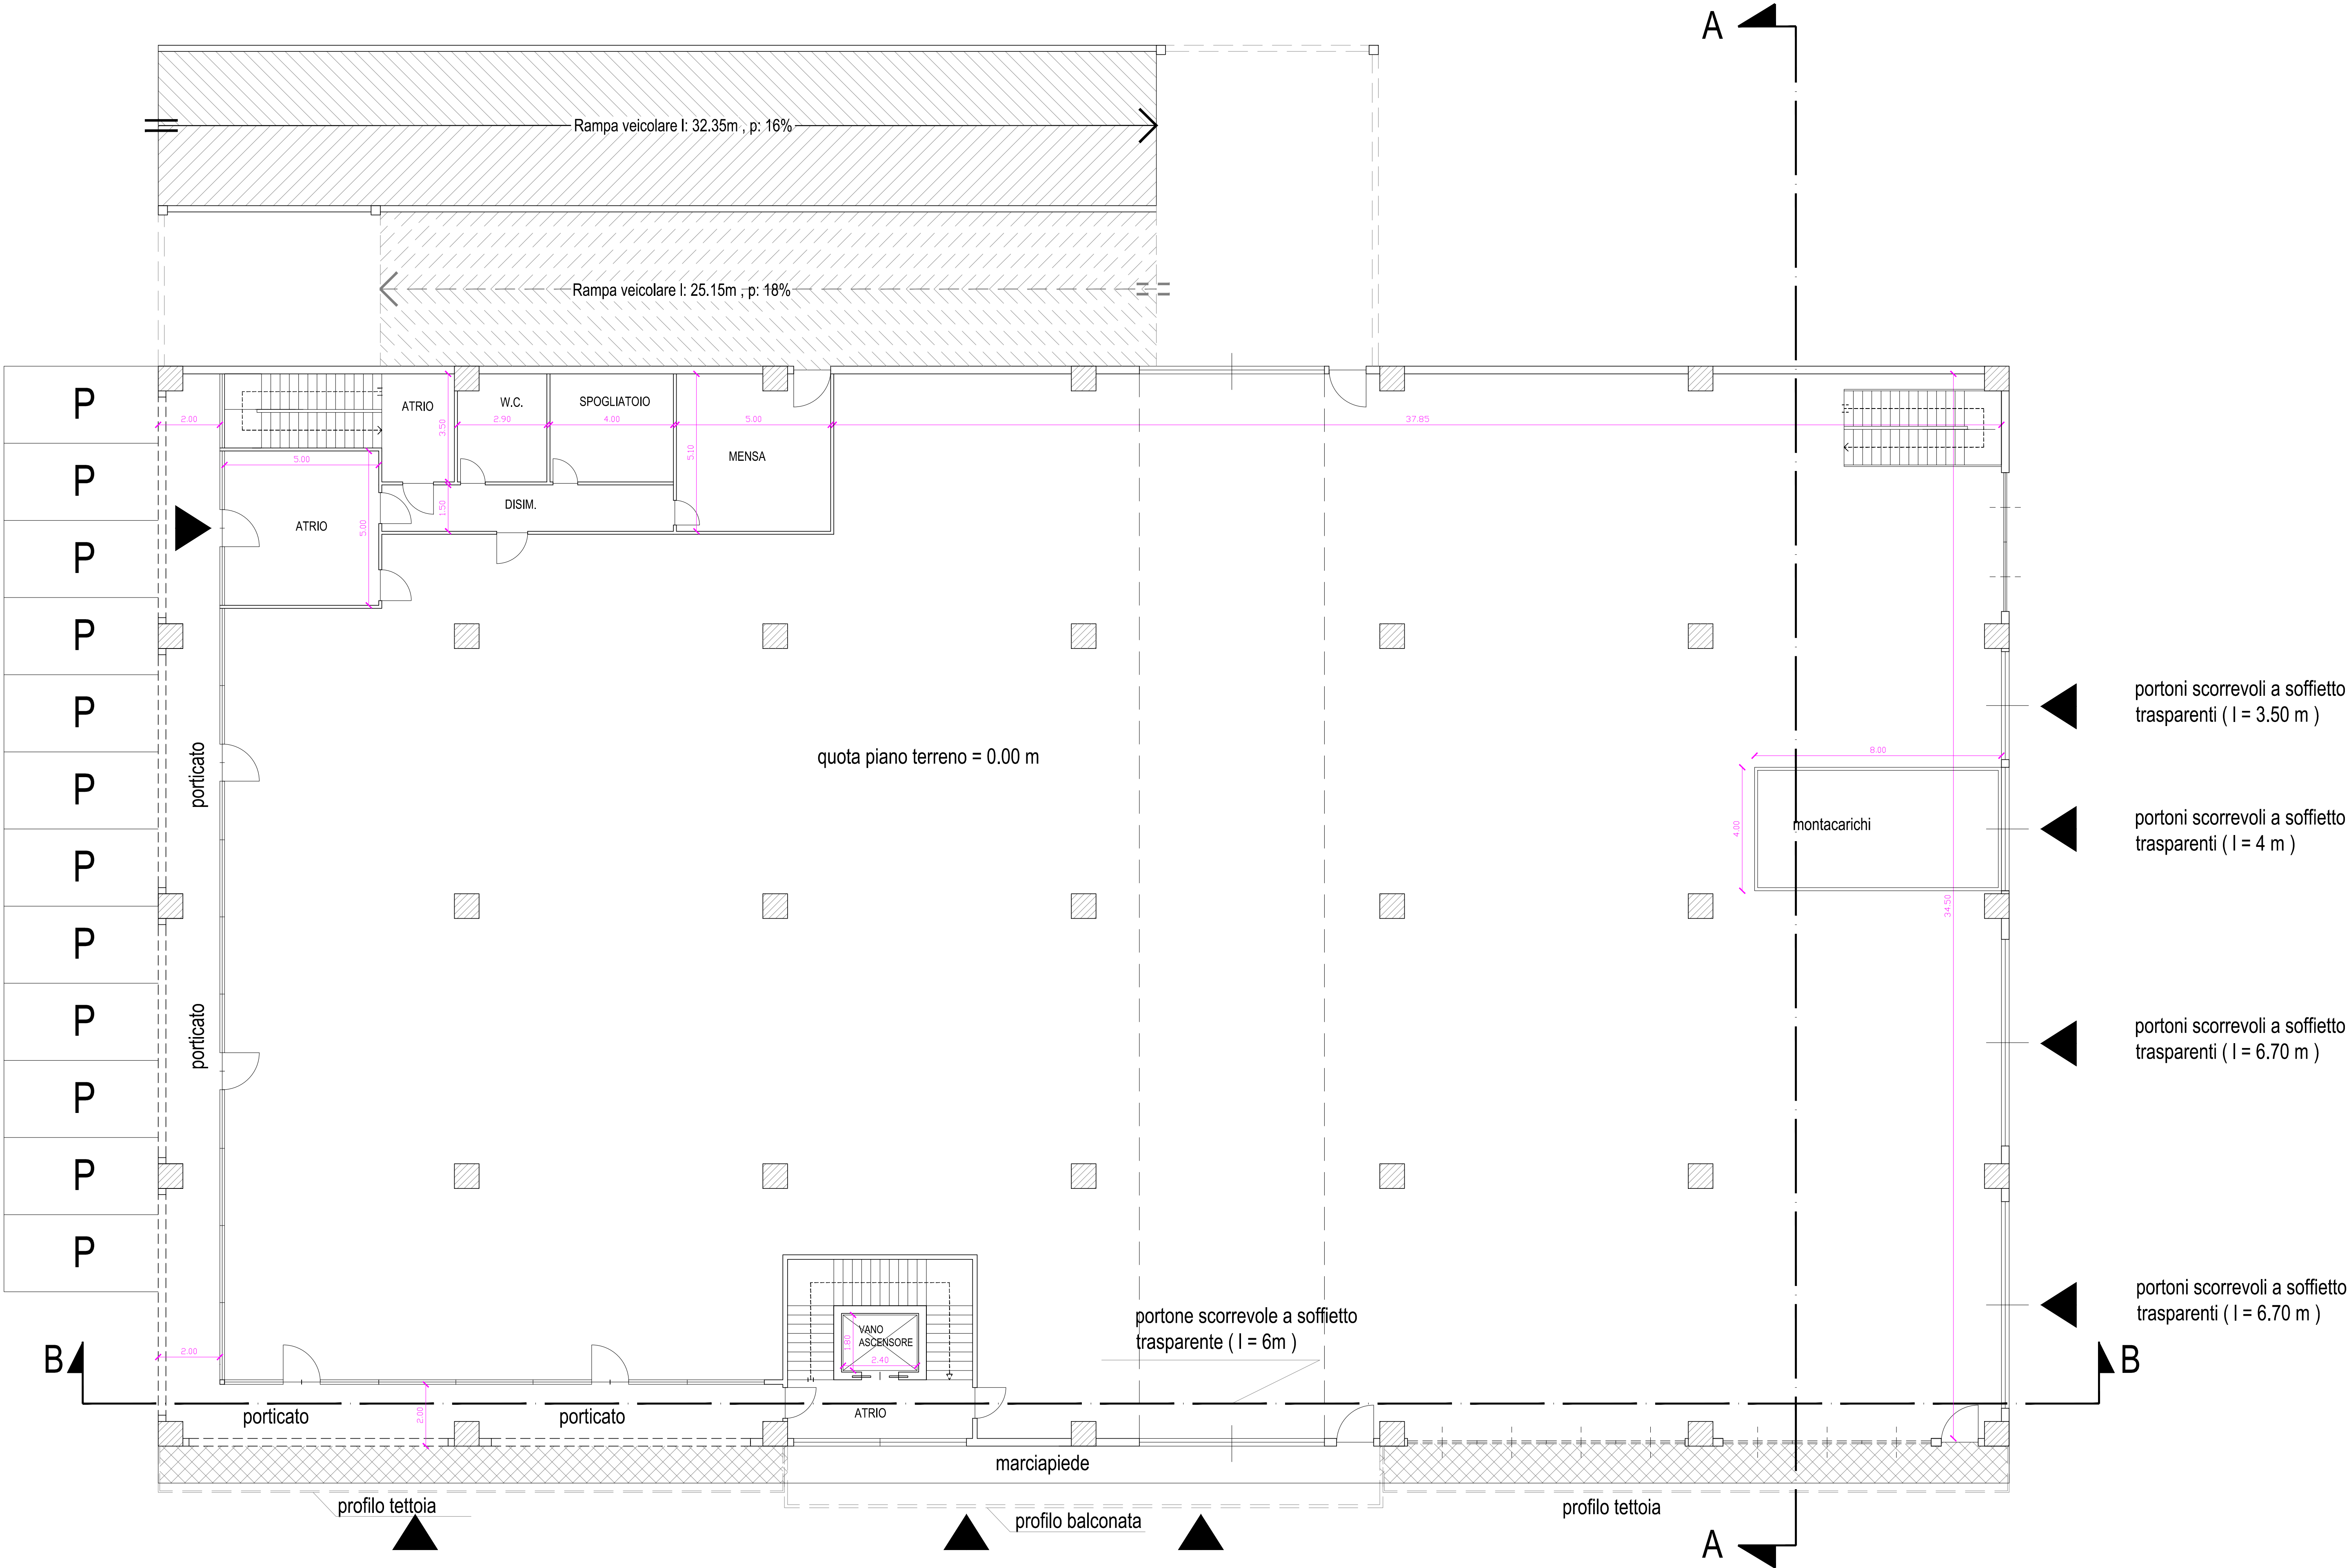 A
Rampa veicolare l: 32.35m , p: 16%
Rampa veicolare l: 25.15m , p: 18%
P
P
P
P
P
P
P
P
P
P
P
P
2.00
ATRIO
3.50
W.C.
2.90
SPOGLIATOIO
4.00
5.00
5.10
MENSA
37.85
5.00
5.00
ATRIO
1.50
DISIM.
porticato
porticato
quota piano terreno = 0.00 m
8.00
4.00
montacarichi
34.50
portoni scorrevoli a soffietto
trasparenti ( l = 3.50 m )
portoni scorrevoli a soffietto
trasparenti ( l = 4 m )
portoni scorrevoli a soffietto
trasparenti ( l = 6.70 m )
portoni scorrevoli a soffietto
trasparenti ( l = 6.70 m )
portone scorrevole a soffietto
trasparente ( l = 6m )
VANO
ASCENSORE
1.80
2.40
B
B
2.00
2.00
porticato
porticato
ATRIO
marciapiede
profilo tettoia
profilo balconata
profilo tettoia
A